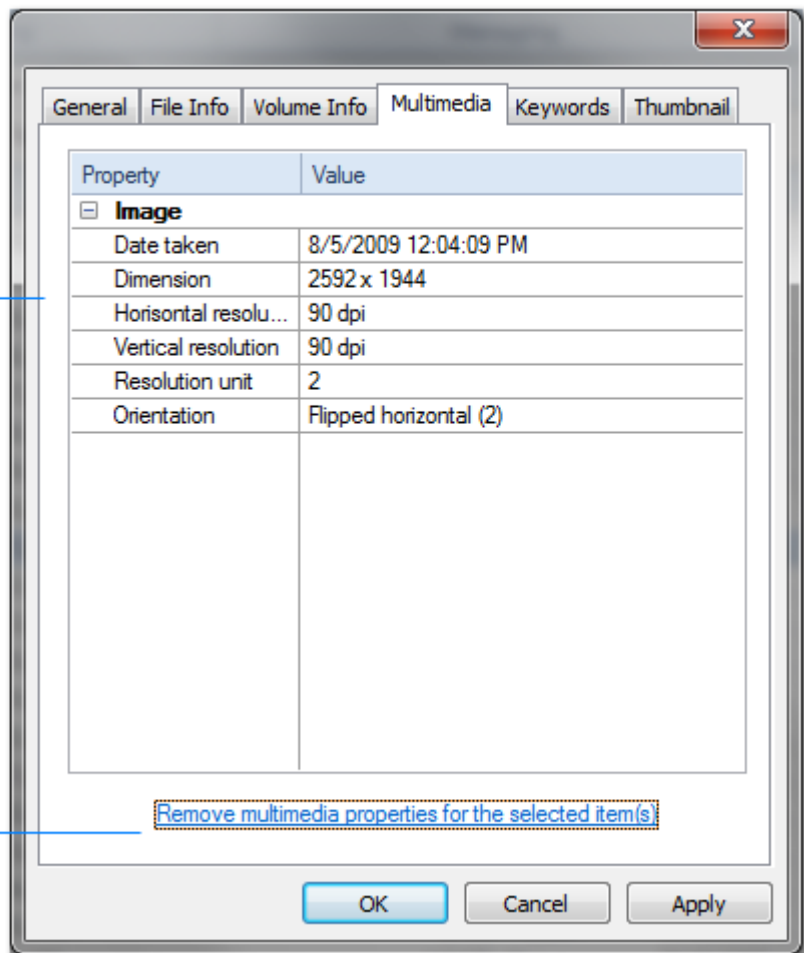 General File Info Volume Info Multimedia Keywords Thumbnail
Property Value
Image
Date taken 8/5/2009 12:04:09 PM
Dimension 2592 x 1944
Horisontal resolu... 90 dpi
Vertical resolution 90 dpi
Resolution unit 2
Orientation Flipped horizontal (2)
Remove multimedia properties for the selected item(s)
OK Cancel Apply